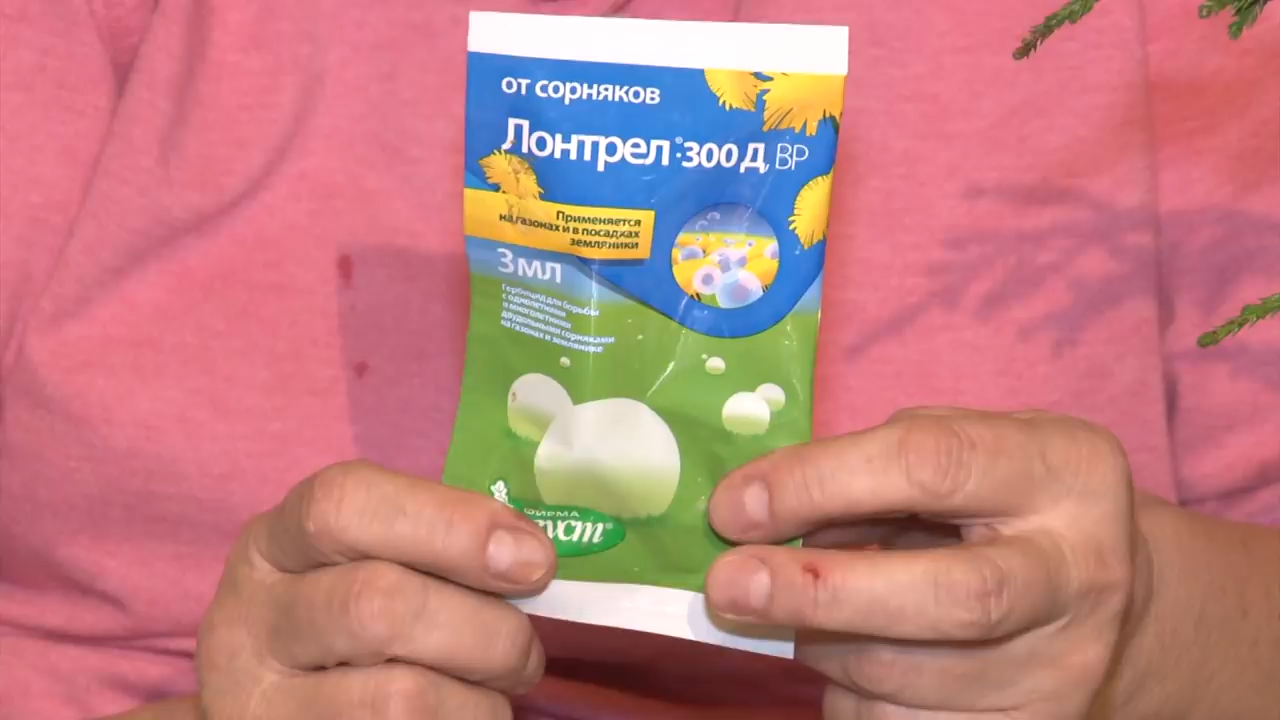 от сорняков
Лонтрел®·300 Д, ВР
Применяется
на газонах и в посадках
земляники
3 мл
Гербицид для борьбы
с однолетними
и многолетними
двудольными сорняками
на газонах и землянике
ФИРМА